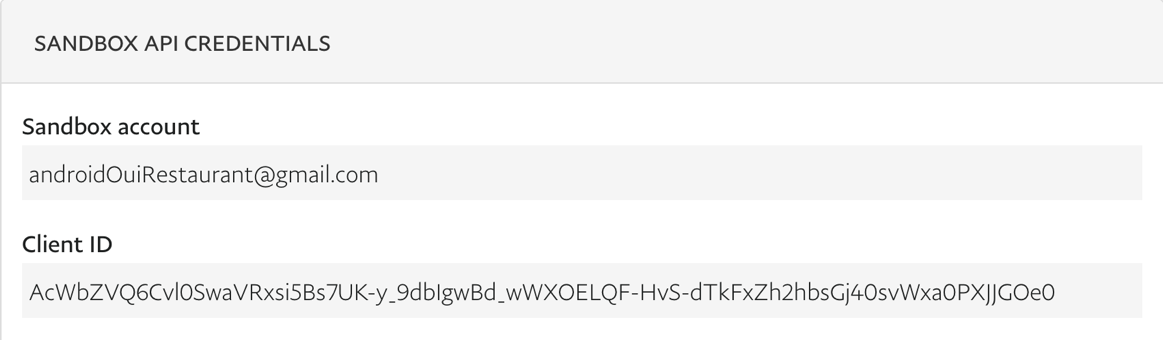 SANDBOX API CREDENTIALS
Sandbox account
androidOuiRestaurant@gmail.com
Client ID
AcWbZVQ6Cvl0SwaVRxsi5Bs7UK-y_9dbIgwBd_wWXOELQF-HvS-dTkFxZh2hbsGj40svWxa0PXJJGOe0